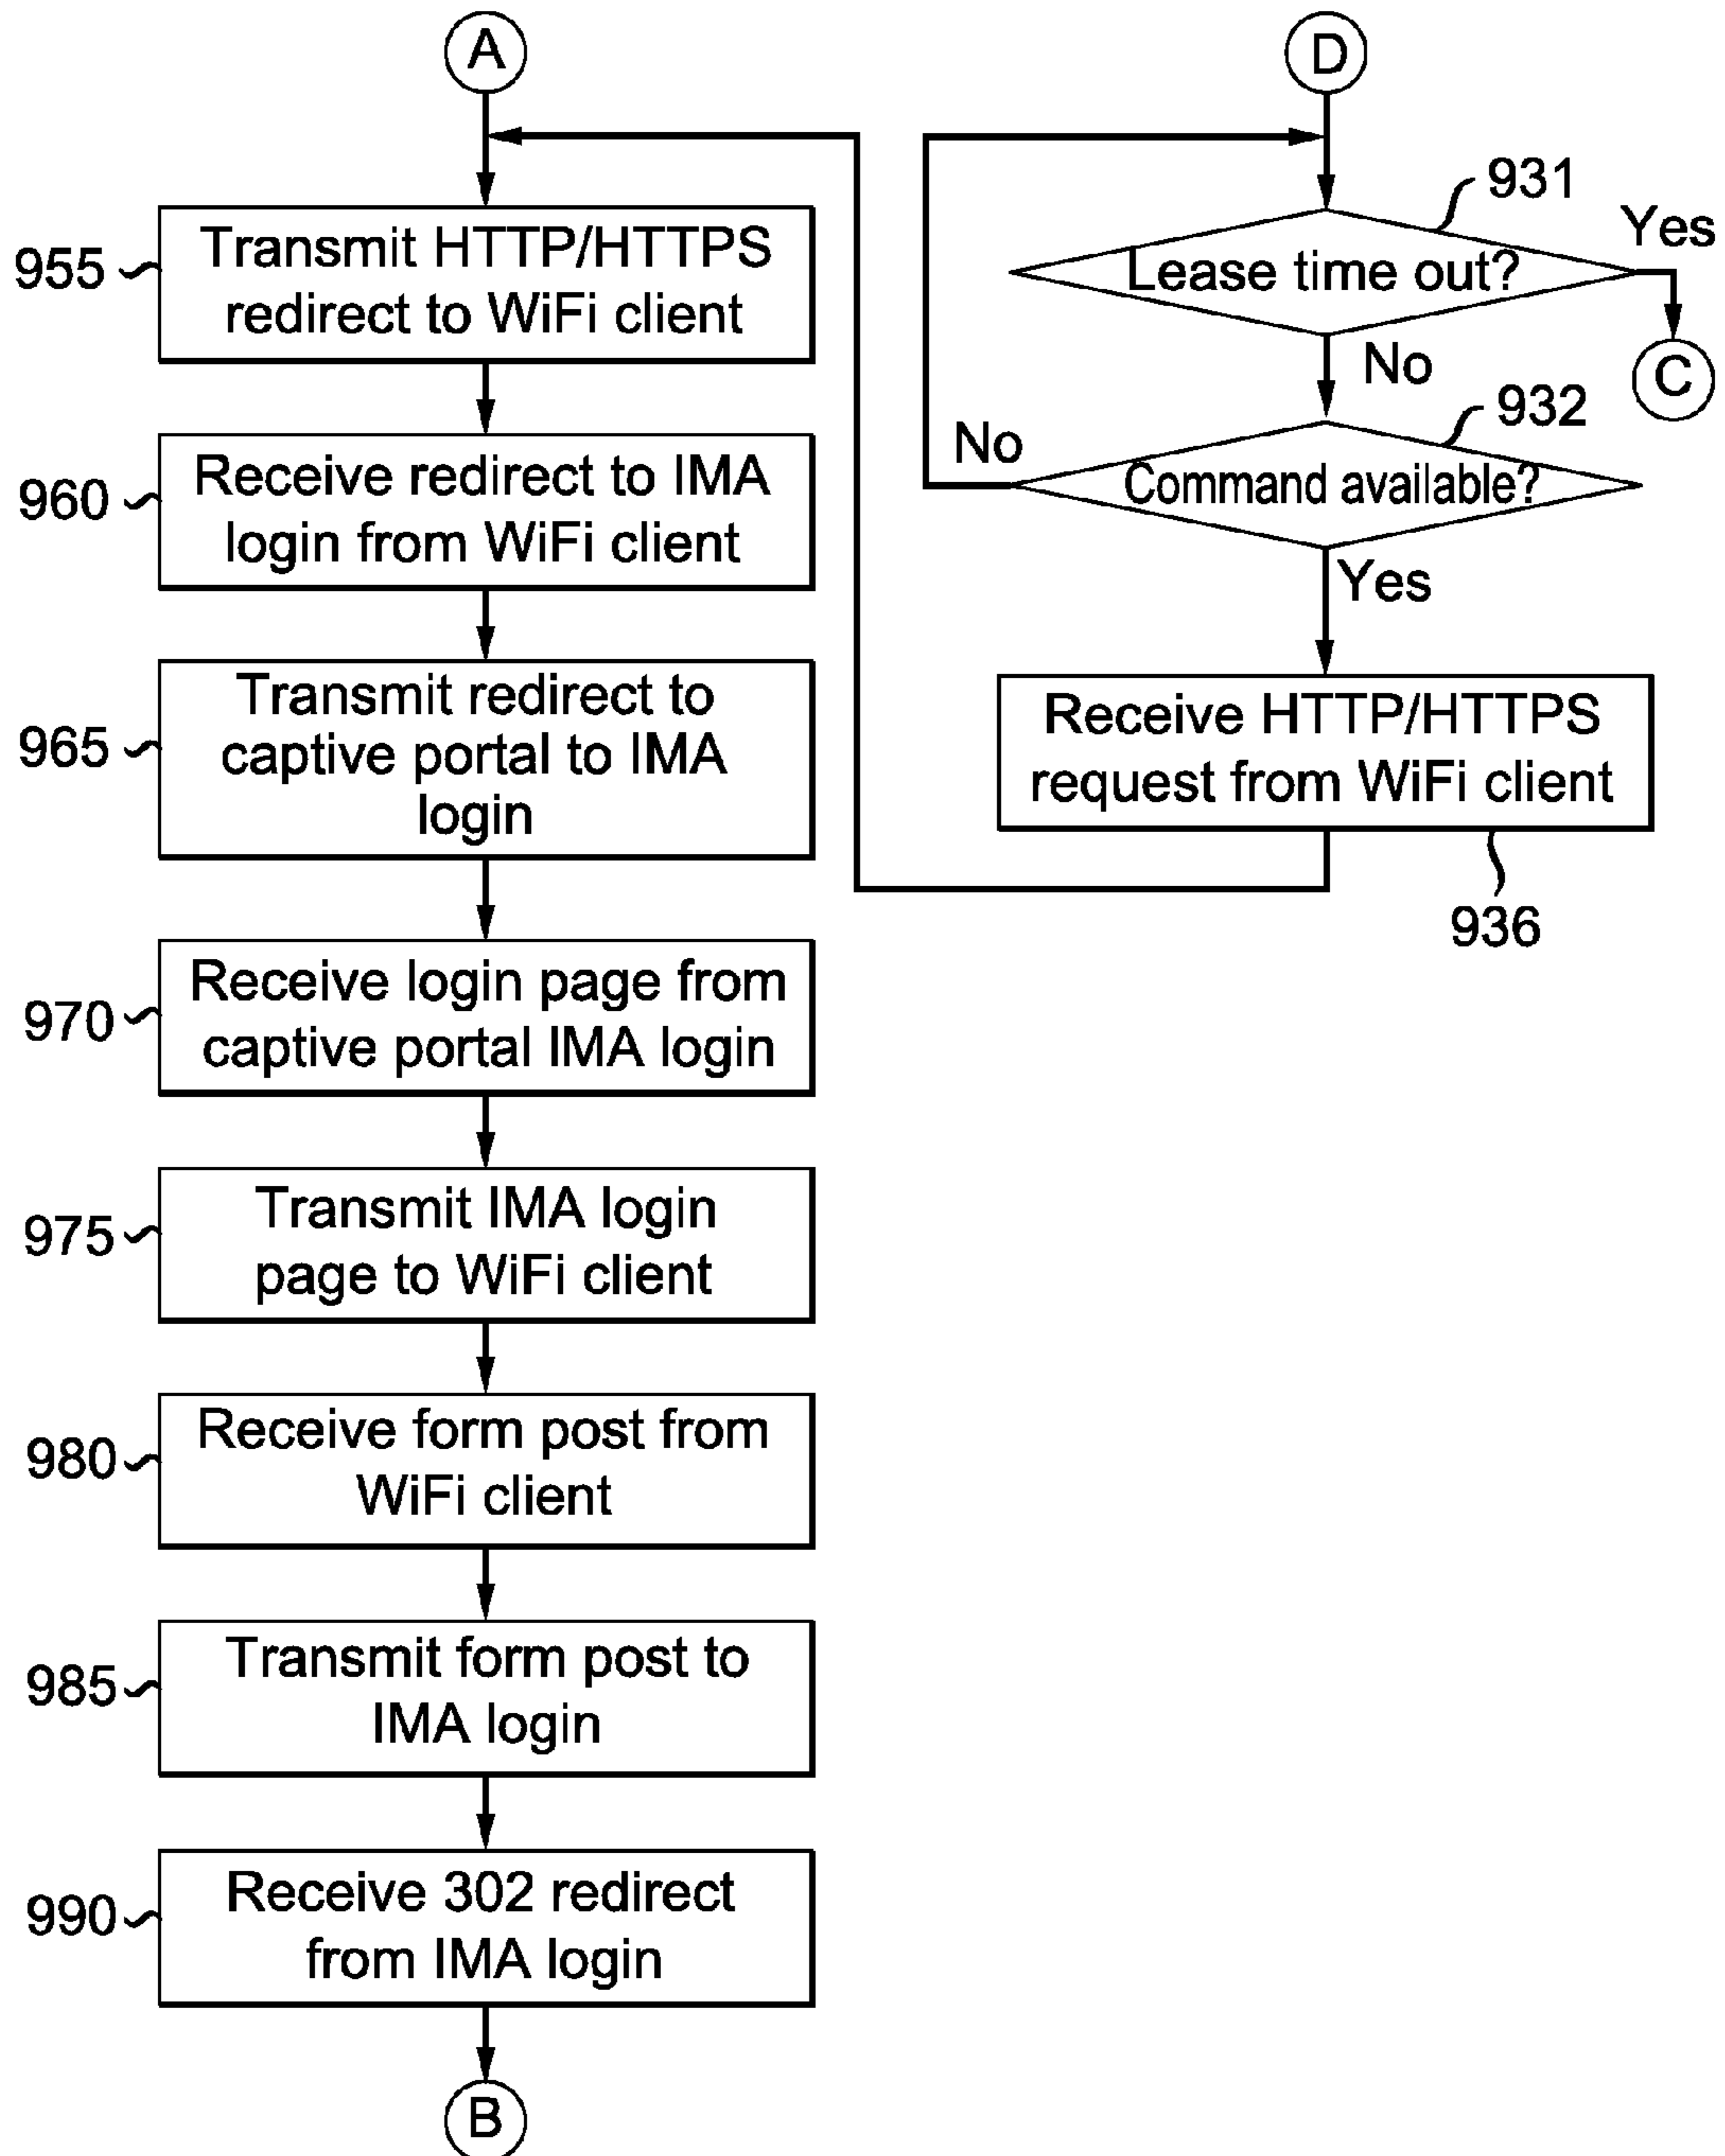 A
955
Transmit HTTP/HTTPS
redirect to WiFi client
960
Receive redirect to IMA
login from WiFi client
965
Transmit redirect to
captive portal to IMA
login
970
Receive login page from
captive portal IMA login
975
Transmit IMA login
page to WiFi client
980
Receive form post from
WiFi client
985
Transmit form post to
IMA login
990
Receive 302 redirect
from IMA login
B
D
931
Lease time out?
Yes
C
No
932
Command available?
No
Yes
Receive HTTP/HTTPS
request from WiFi client
936